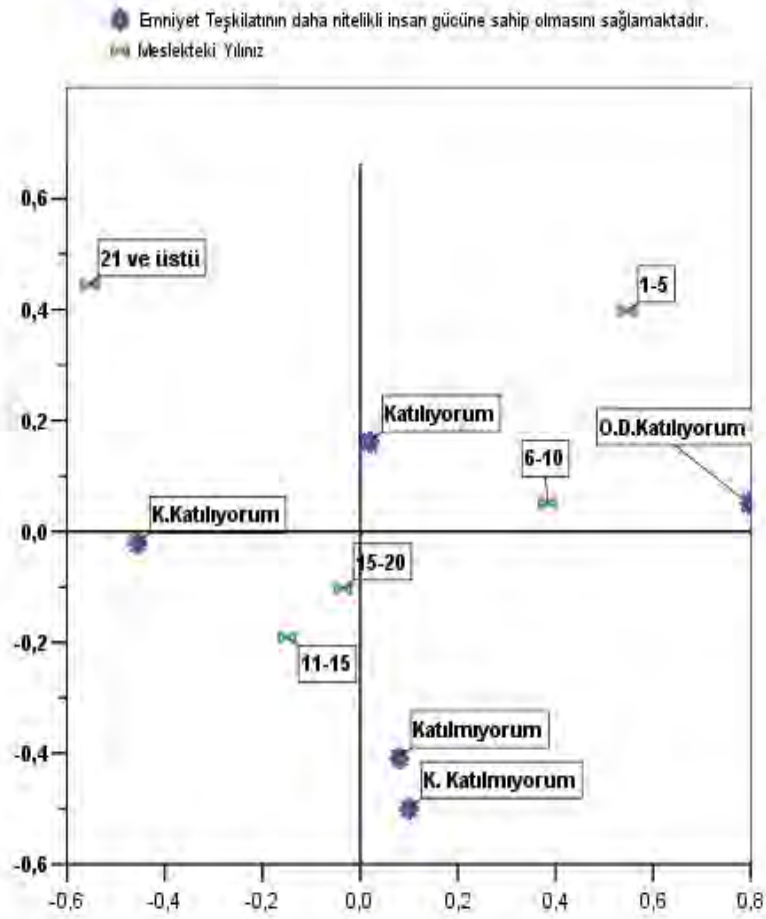 Emniyet Teşkilatının daha nitelikli insan gücüne sahip olmasını sağlamaktadır.
Meslekteki Yılınız
0,6
21 ve üstü
1-5
0,4
0,2
Katılıyorum
O.D.Katılıyorum
6-10
K.Katılıyorum
0,0
15-20
-0,2
11-15
Katılmıyorum
-0,4
K. Katılmıyorum
-0,6
-0,6 -0,4 -0,2 0,0 0,2 0,4 0,6 0,8